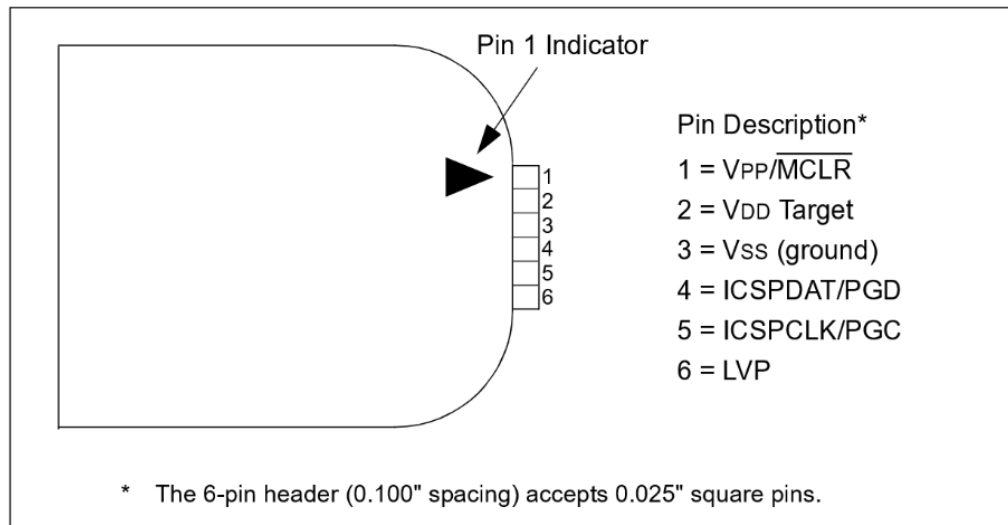 Pin 1 Indicator
1
2
3
4
5
6
Pin Description*
1 = VPP/M̅C̅L̅R̅
2 = VDD Target
3 = VSS (ground)
4 = ICSPDAT/PGD
5 = ICSPCLK/PGC
6 = LVP
* The 6-pin header (0.100" spacing) accepts 0.025" square pins.